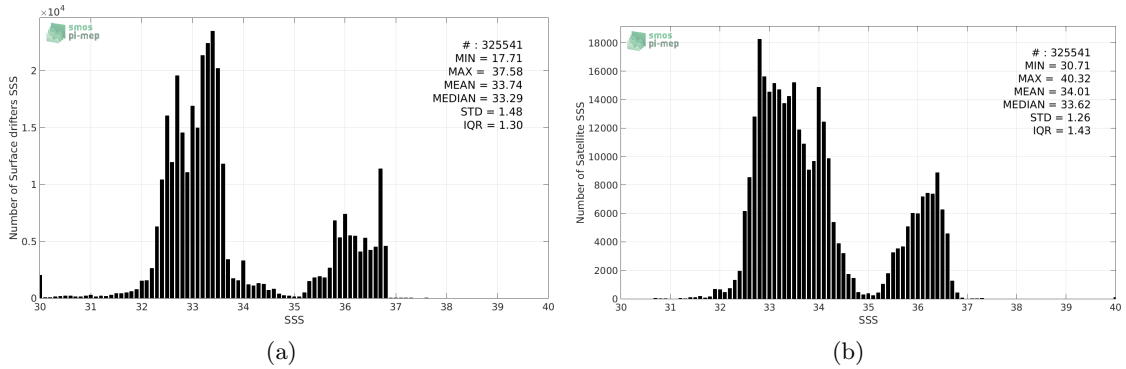 ×10^4
smos
pi-mep
# : 325541
MIN = 17.71
MAX = 37.58
MEAN = 33.74
MEDIAN = 33.29
STD = 1.48
IQR = 1.30
Number of Surface drifters SSS
2
1.5
1
0.5
0
30 31 32 33 34 35 36 37 38 39 40
SSS
(a)
smos
pi-mep
# : 325541
MIN = 30.71
MAX = 40.32
MEAN = 34.01
MEDIAN = 33.62
STD = 1.26
IQR = 1.43
Number of Satellite SSS
18000
16000
14000
12000
10000
8000
6000
4000
2000
0
30 31 32 33 34 35 36 37 38 39 40
SSS
(b)